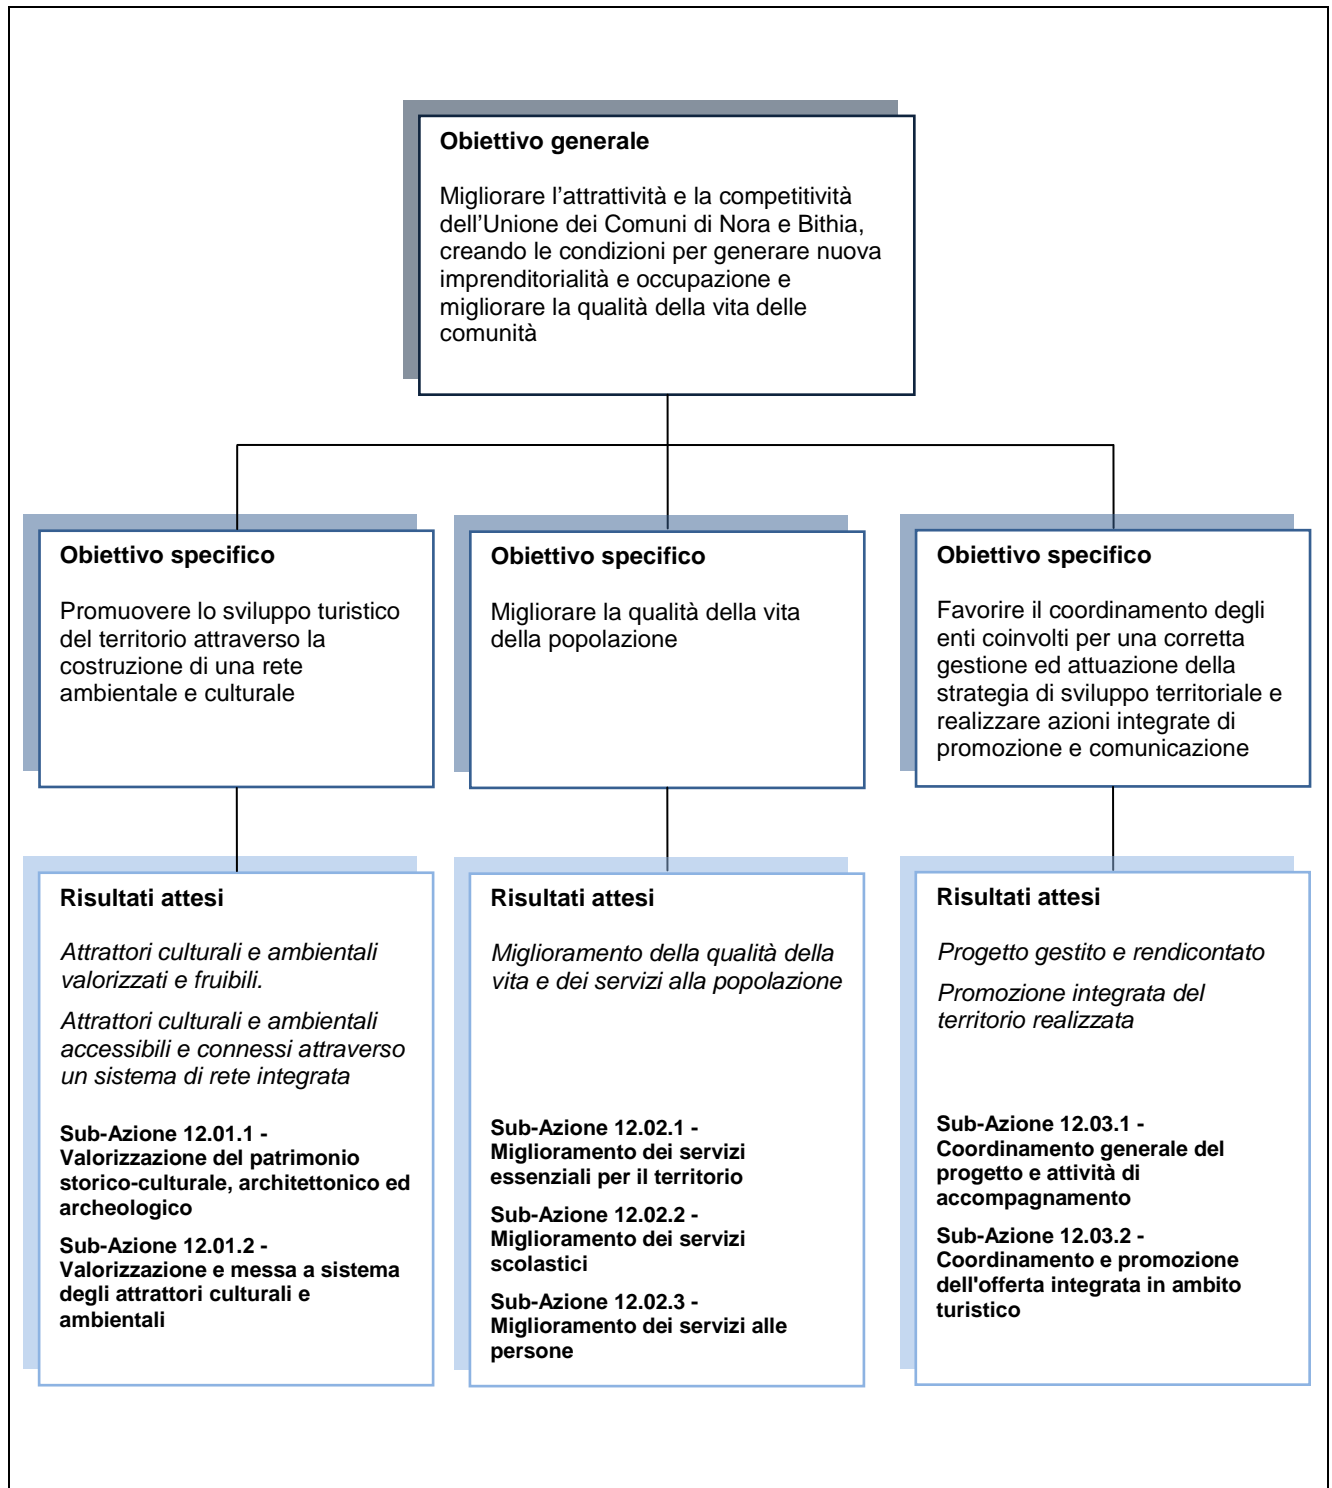 Obiettivo generale
Migliorare l’attrattività e la competitività
dell’Unione dei Comuni di Nora e Bithia,
creando le condizioni per generare nuova
imprenditorialità e occupazione e
migliorare la qualità della vita delle
comunità
Obiettivo specifico
Promuovere lo sviluppo turistico
del territorio attraverso la
costruzione di una rete
ambientale e culturale
Obiettivo specifico
Migliorare la qualità della vita
della popolazione
Obiettivo specifico
Favorire il coordinamento degli
enti coinvolti per una corretta
gestione ed attuazione della
strategia di sviluppo territoriale e
realizzare azioni integrate di
promozione e comunicazione
Risultati attesi
Attrattori culturali e ambientali
valorizzati e fruibili.
Attrattori culturali e ambientali
accessibili e connessi attraverso
un sistema di rete integrata
Sub-Azione 12.01.1 -
Valorizzazione del patrimonio
storico-culturale, architettonico ed
archeologico
Sub-Azione 12.01.2 -
Valorizzazione e messa a sistema
degli attrattori culturali e
ambientali
Risultati attesi
Miglioramento della qualità della
vita e dei servizi alla popolazione
Sub-Azione 12.02.1 -
Miglioramento dei servizi
essenziali per il territorio
Sub-Azione 12.02.2 -
Miglioramento dei servizi
scolastici
Sub-Azione 12.02.3 -
Miglioramento dei servizi alle
persone
Risultati attesi
Progetto gestito e rendicontato
Promozione integrata del
territorio realizzata
Sub-Azione 12.03.1 -
Coordinamento generale del
progetto e attività di
accompagnamento
Sub-Azione 12.03.2 -
Coordinamento e promozione
dell'offerta integrata in ambito
turistico